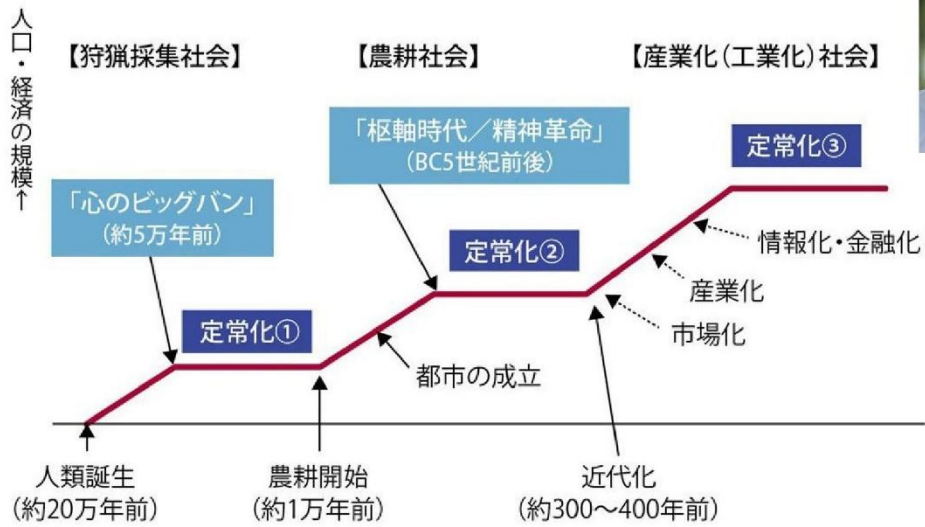 人口・経済の規模↑
【狩猟採集社会】
【農耕社会】
【産業化(工業化)社会】
「心のビッグバン」
(約5万年前)
「枢軸時代／精神革命」
(BC5世紀前後)
定常化①
定常化②
定常化③
情報化・金融化
産業化
市場化
都市の成立
人類誕生
(約20万年前)
農耕開始
(約1万年前)
近代化
(約300〜400年前)